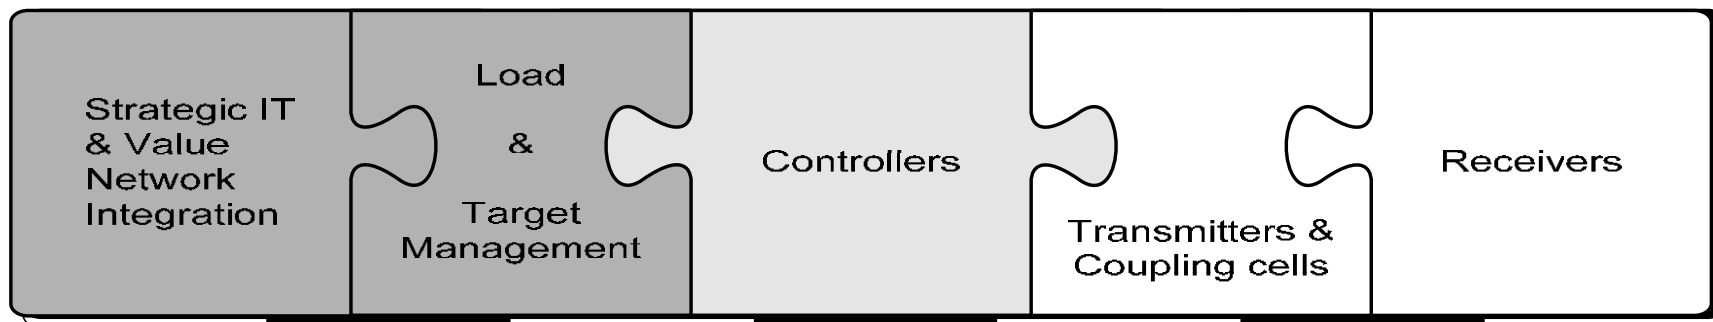 Strategic IT
& Value
Network
Integration
Load
&
Target
Management
Controllers
Transmitters &
Coupling cells
Receivers